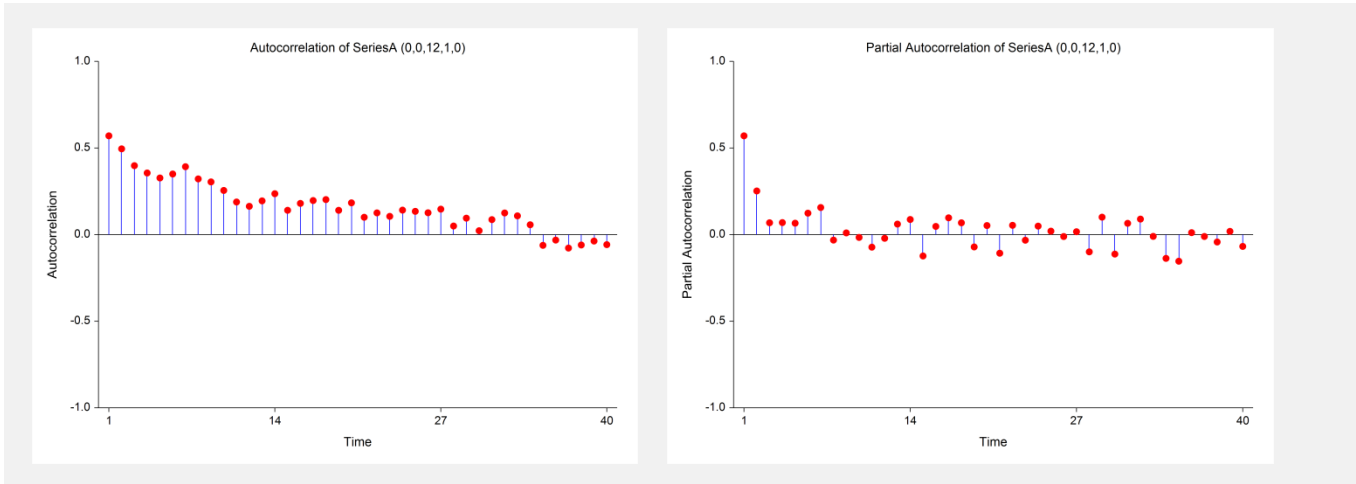 Autocorrelation of SeriesA (0,0,12,1,0)
1.0
0.5
0.0
-0.5
-1.0
Autocorrelation
1 14 27 40
Time
Partial Autocorrelation of SeriesA (0,0,12,1,0)
1.0
0.5
0.0
-0.5
-1.0
Partial Autocorrelation
1 14 27 40
Time